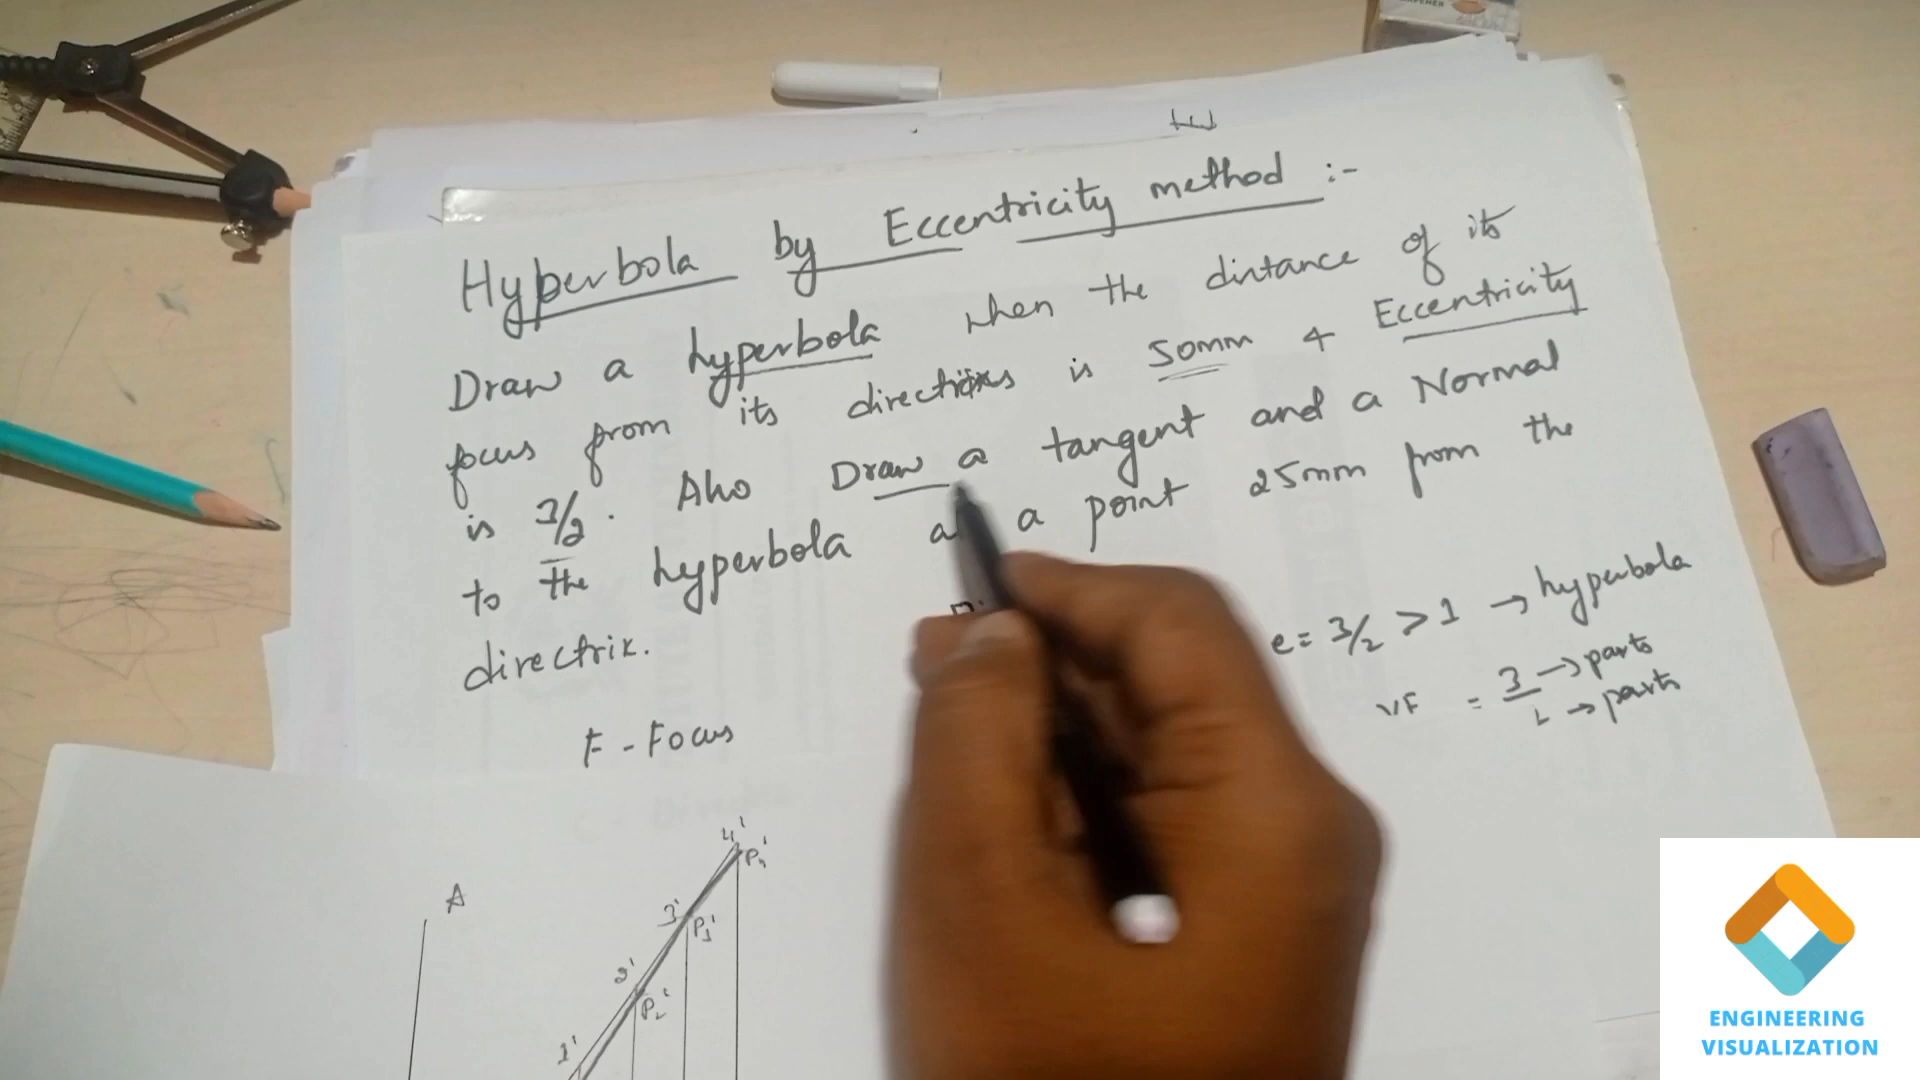 Hyperbola by Eccentricity method :-
Draw a hyperbola when the distance of its
focus from its directrix is 50mm & Eccentricity
is 3/2. Also Draw a tangent and a Normal
to the hyperbola a a point 25mm from the
directrix.
e = 3/2 > 1 → hyperbola
VF = 3 → parts
→ parts
F - Focus
4'
P4'
A
3'
P3'
2'
P2'
1'
ENGINEERING
VISUALIZATION